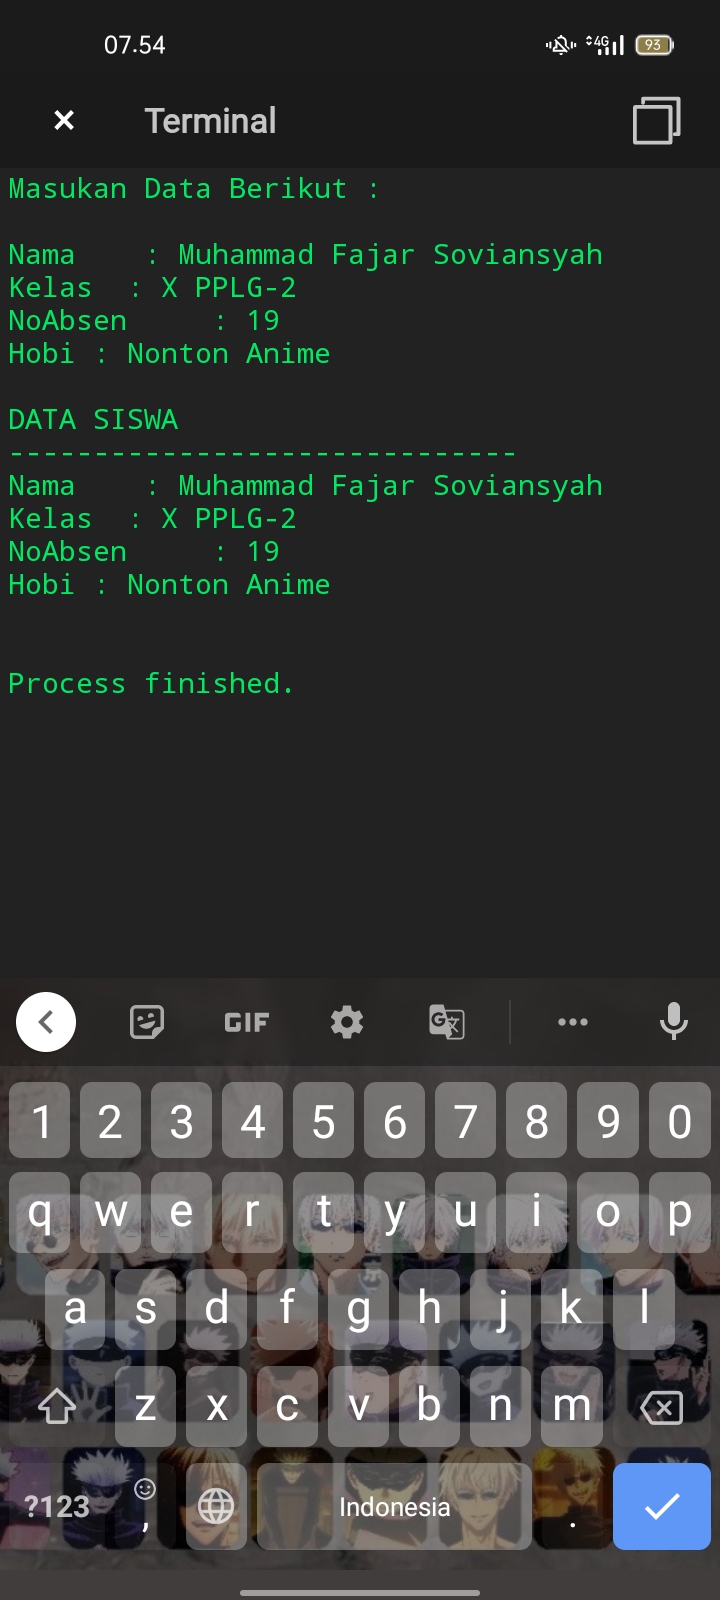 07.54
4G
93
Terminal
Masukan Data Berikut :
Nama    : Muhammad Fajar Soviansyah
Kelas  : X PPLG-2
NoAbsen     : 19
Hobi : Nonton Anime
DATA SISWA
------------------------------
Nama    : Muhammad Fajar Soviansyah
Kelas  : X PPLG-2
NoAbsen     : 19
Hobi : Nonton Anime
Process finished.
GIF
G 文
1 2 3 4 5 6 7 8 9 0
q w e r t y u i o p
a s d f g h j k l
z x c v b n m
?123 , Indonesia .